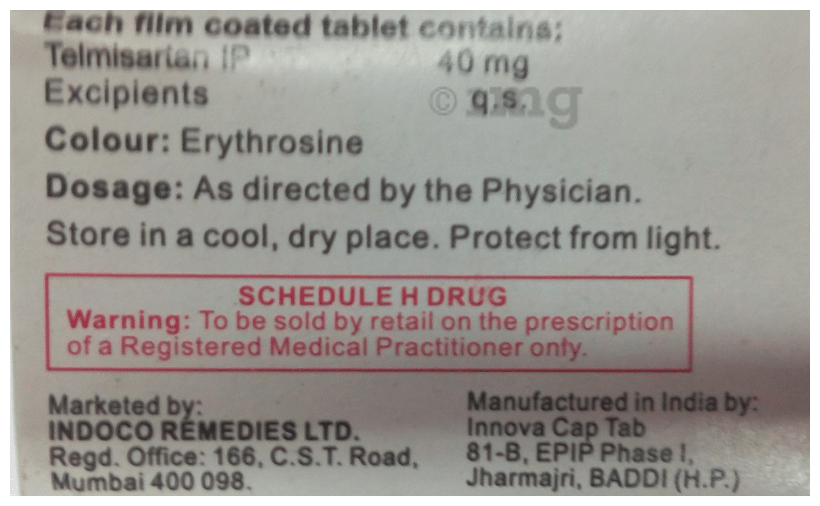 Each film coated tablet contains:
Telmisartan IP 40 mg
Excipients q.s.
© 1mg
Colour: Erythrosine
Dosage: As directed by the Physician.
Store in a cool, dry place. Protect from light.
SCHEDULE H DRUG
Warning: To be sold by retail on the prescription
of a Registered Medical Practitioner only.
Marketed by:
INDOCO REMEDIES LTD.
Regd. Office: 166, C.S.T. Road,
Mumbai 400 098.
Manufactured in India by:
Innova Cap Tab
81-B, EPIP Phase I,
Jharmajri, BADDI (H.P.)